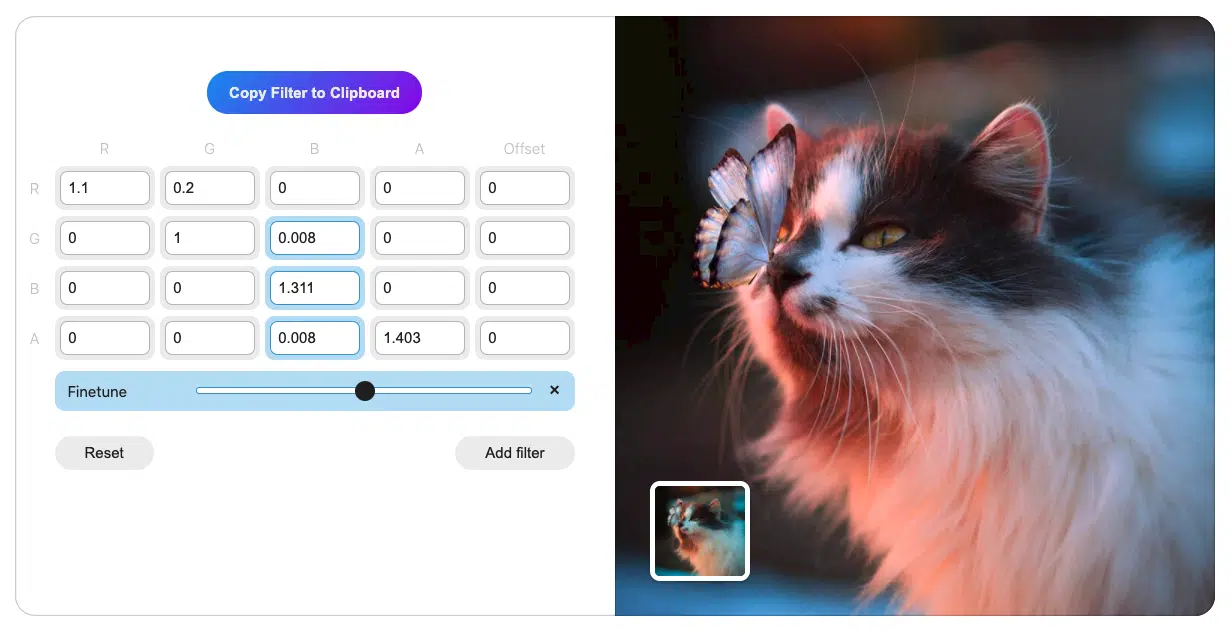 Copy Filter to Clipboard
R G B A Offset
R 1.1 0.2 0 0 0
G 0 1 0.008 0 0
B 0 0 1.311 0 0
A 0 0 0.008 1.403 0
Finetune ×
Reset Add filter